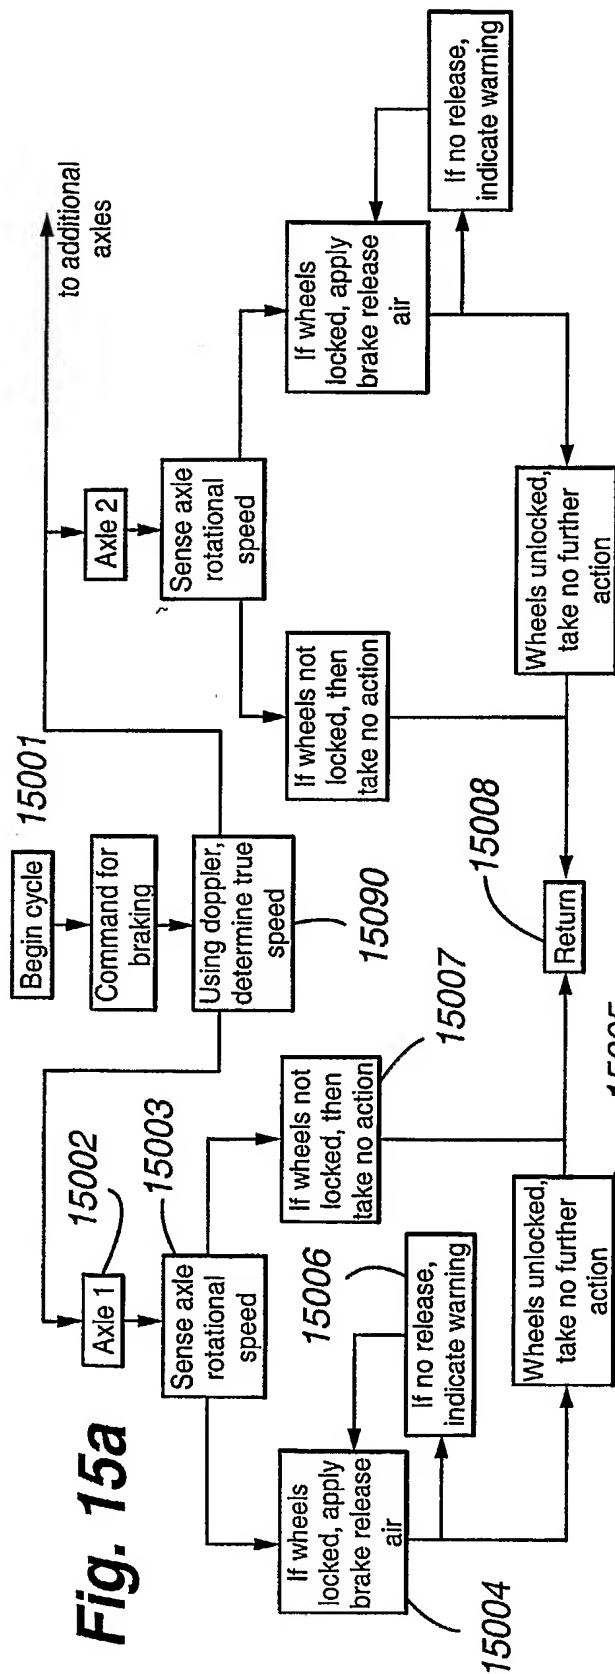 Fig. 15a
Begin cycle
15001
Command for
braking
Using doppler,
determine true
speed
15090
to additional
axles
Axle 1
15002
Sense axle
rotational
speed
15003
If wheels
locked, apply
brake release
air
15004
If no release,
indicate warning
15006
If wheels not
locked, then
take no action
15007
Wheels unlocked,
take no further
action
Return
15008
Axle 2
Sense axle
rotational
speed
If wheels not
locked, then
take no action
If wheels
locked, apply
brake release
air
If no release,
indicate warning
Wheels unlocked,
take no further
action